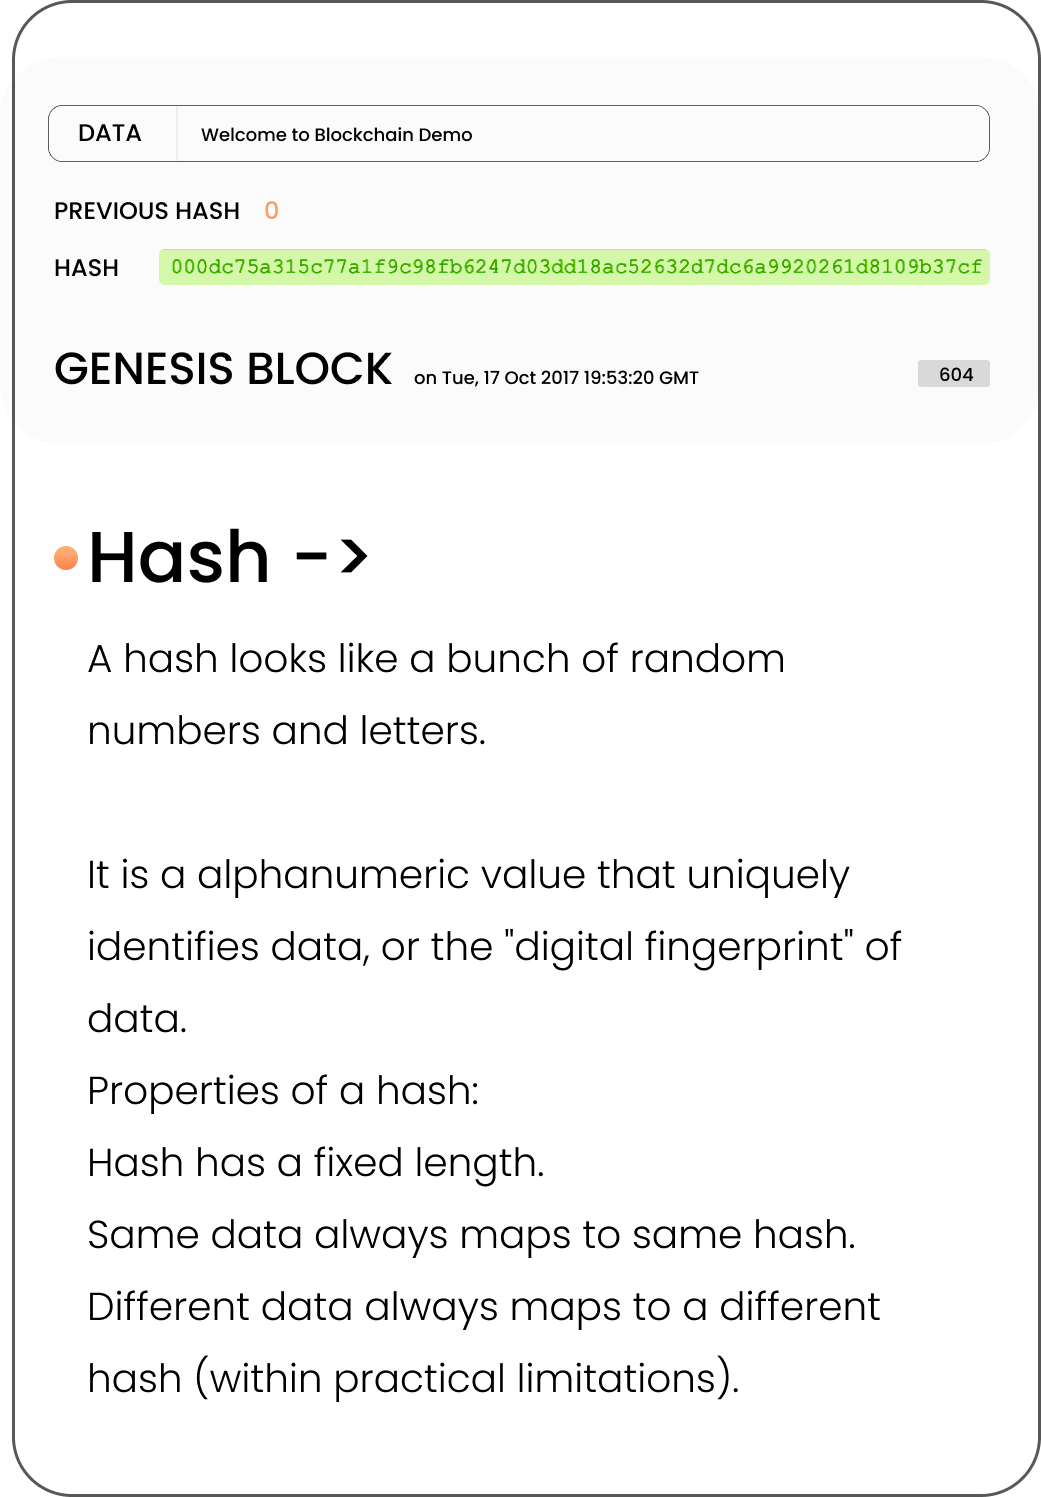 DATA Welcome to Blockchain Demo
PREVIOUS HASH 0
HASH 000dc75a315c77a1f9c98fb6247d03dd18ac52632d7dc6a9920261d8109b37cf
GENESIS BLOCK on Tue, 17 Oct 2017 19:53:20 GMT 604
Hash ->
A hash looks like a bunch of random
numbers and letters.
It is a alphanumeric value that uniquely
identifies data, or the "digital fingerprint" of
data.
Properties of a hash:
Hash has a fixed length.
Same data always maps to same hash.
Different data always maps to a different
hash (within practical limitations).